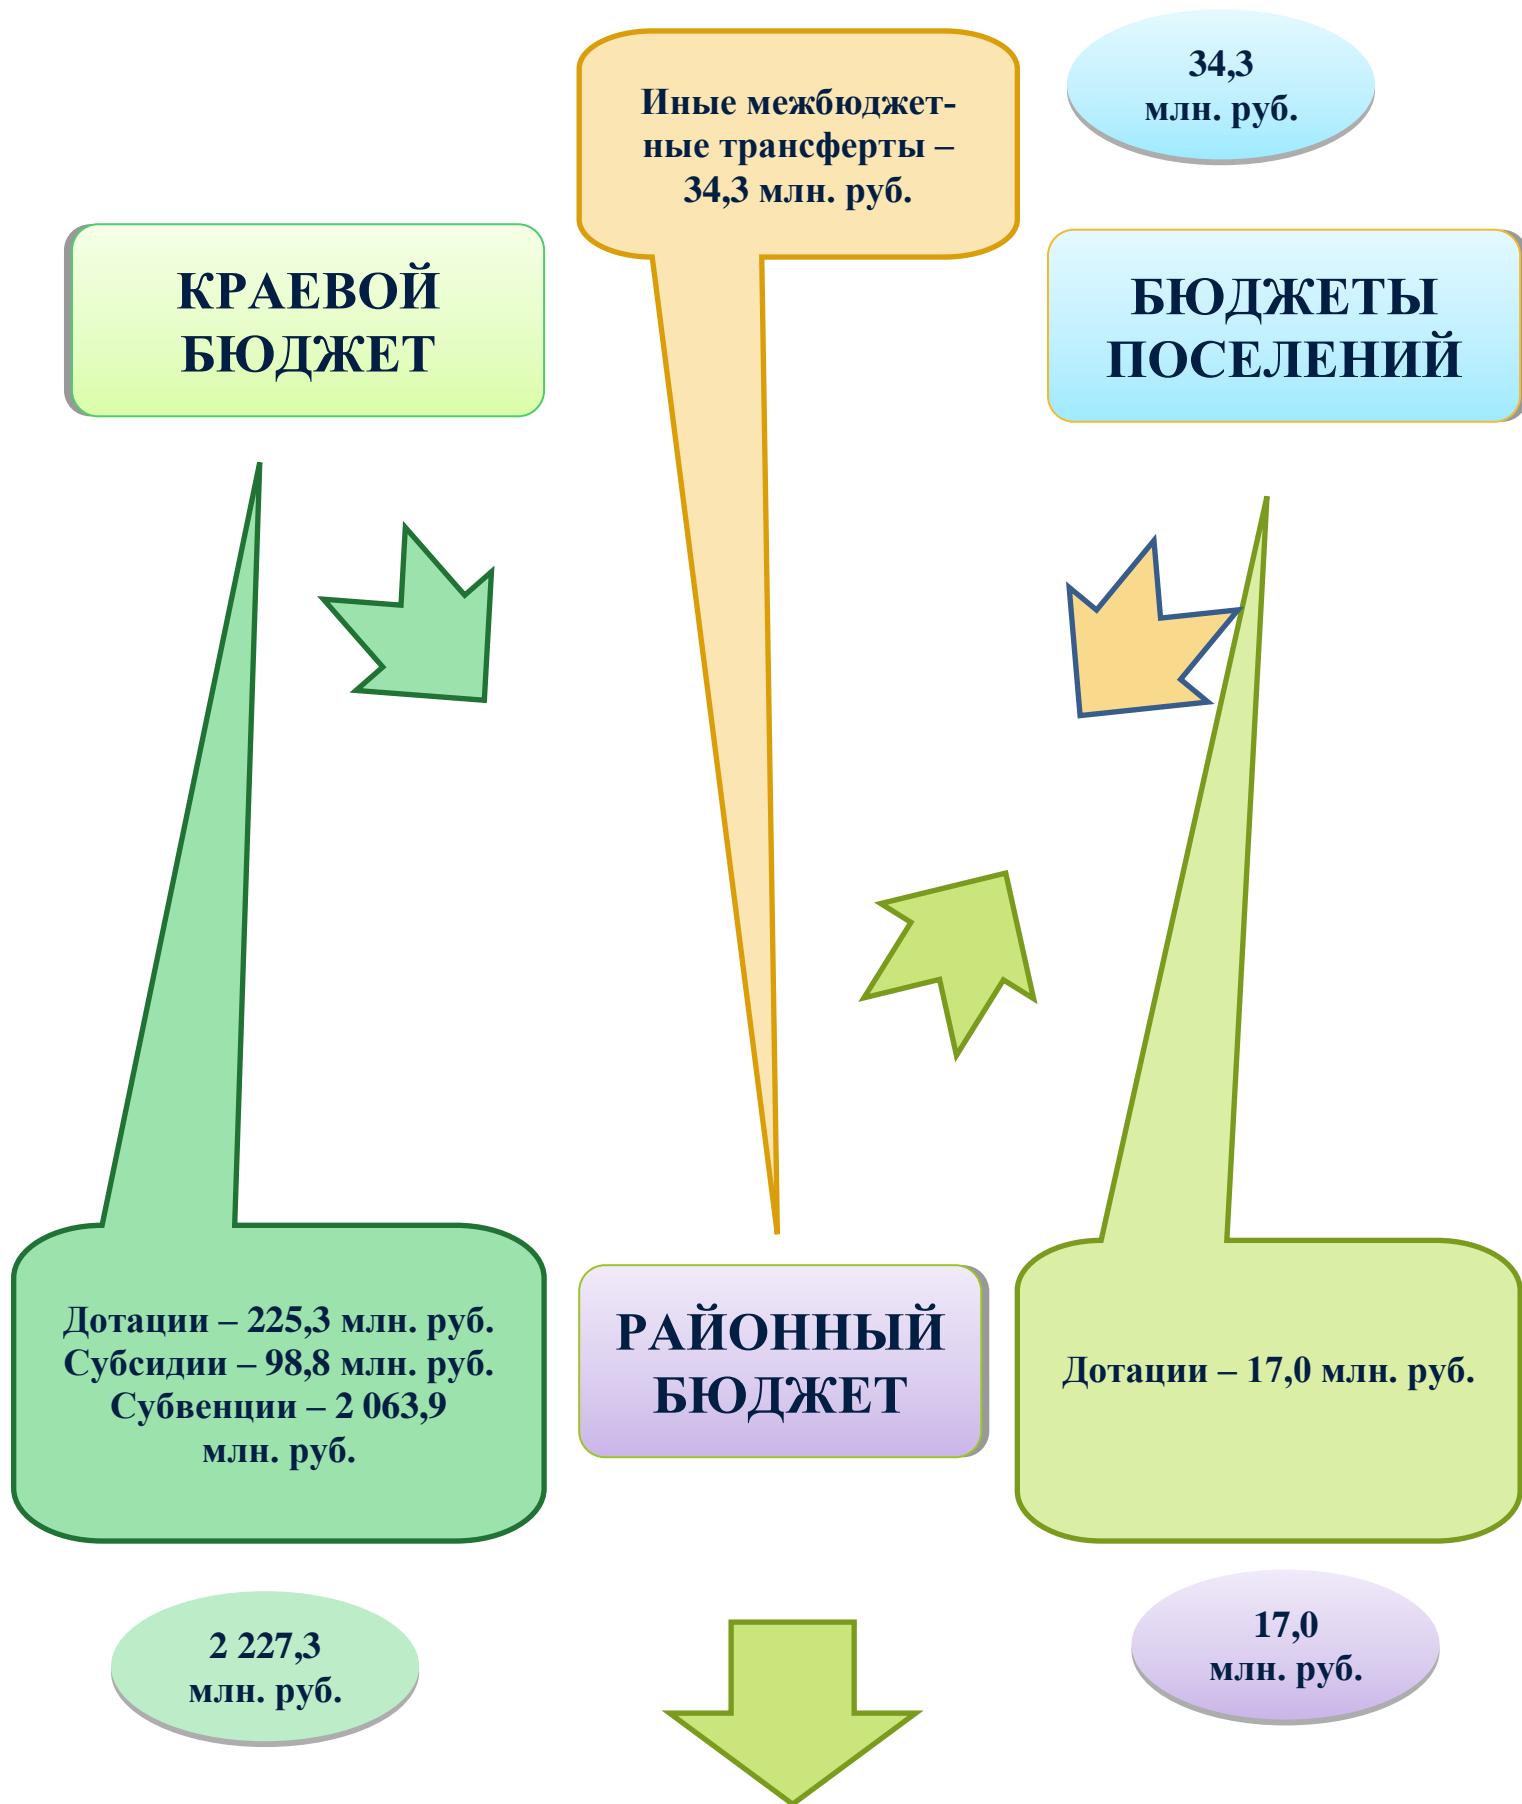 34,3
млн. руб.
Иные межбюджет-
ные трансферты –
34,3 млн. руб.
КРАЕВОЙ
БЮДЖЕТ
БЮДЖЕТЫ
ПОСЕЛЕНИЙ
Дотации – 225,3 млн. руб.
Субсидии – 98,8 млн. руб.
Субвенции – 2 063,9
млн. руб.
РАЙОННЫЙ
БЮДЖЕТ
Дотации – 17,0 млн. руб.
2 227,3
млн. руб.
17,0
млн. руб.